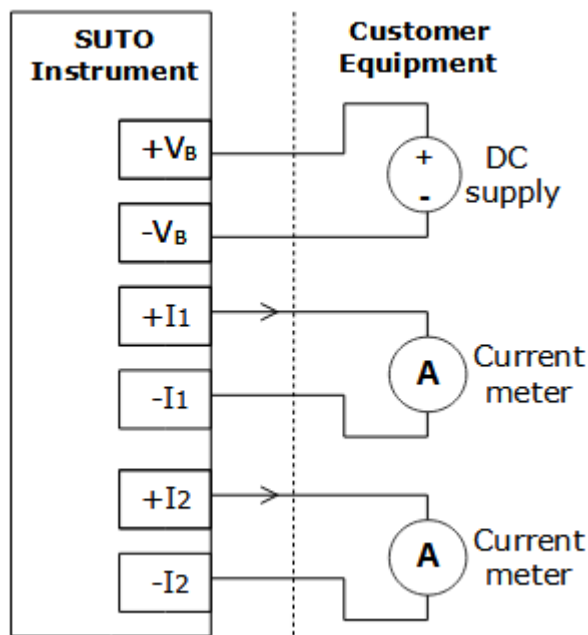 SUTO
Instrument
Customer
Equipment
+VB
-VB
+
-
DC
supply
+I1
-I1
A
Current
meter
+I2
-I2
A
Current
meter